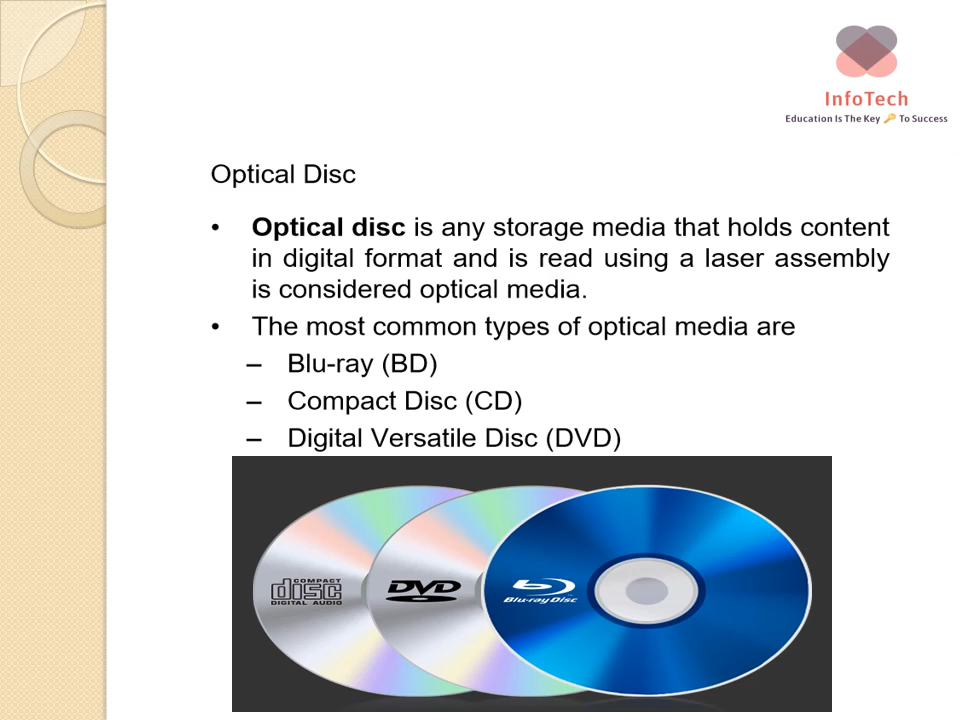 InfoTech
Education Is The Key 🔑 To Success
Optical Disc
• Optical disc is any storage media that holds content
in digital format and is read using a laser assembly
is considered optical media.
• The most common types of optical media are
– Blu-ray (BD)
– Compact Disc (CD)
– Digital Versatile Disc (DVD)
COMPACT
disc
DIGITAL AUDIO
DVD
Blu-ray Disc